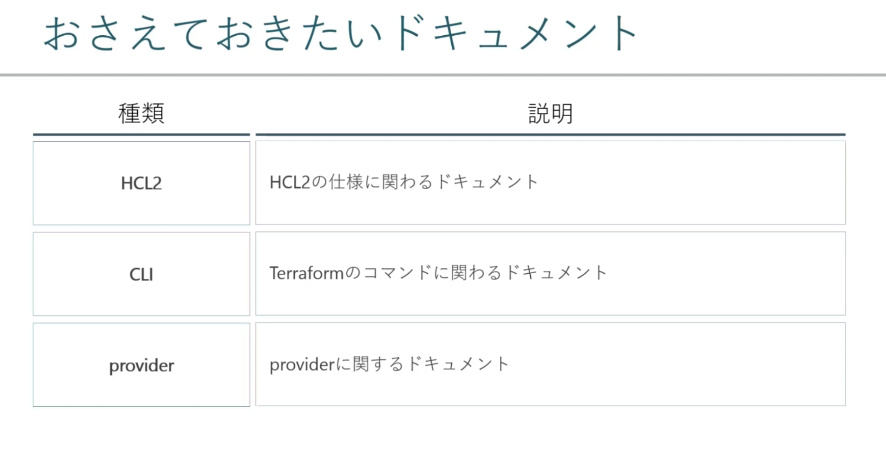 おさえておきたいドキュメント
種類 説明
HCL2 HCL2の仕様に関わるドキュメント
CLI Terraformのコマンドに関わるドキュメント
provider providerに関するドキュメント